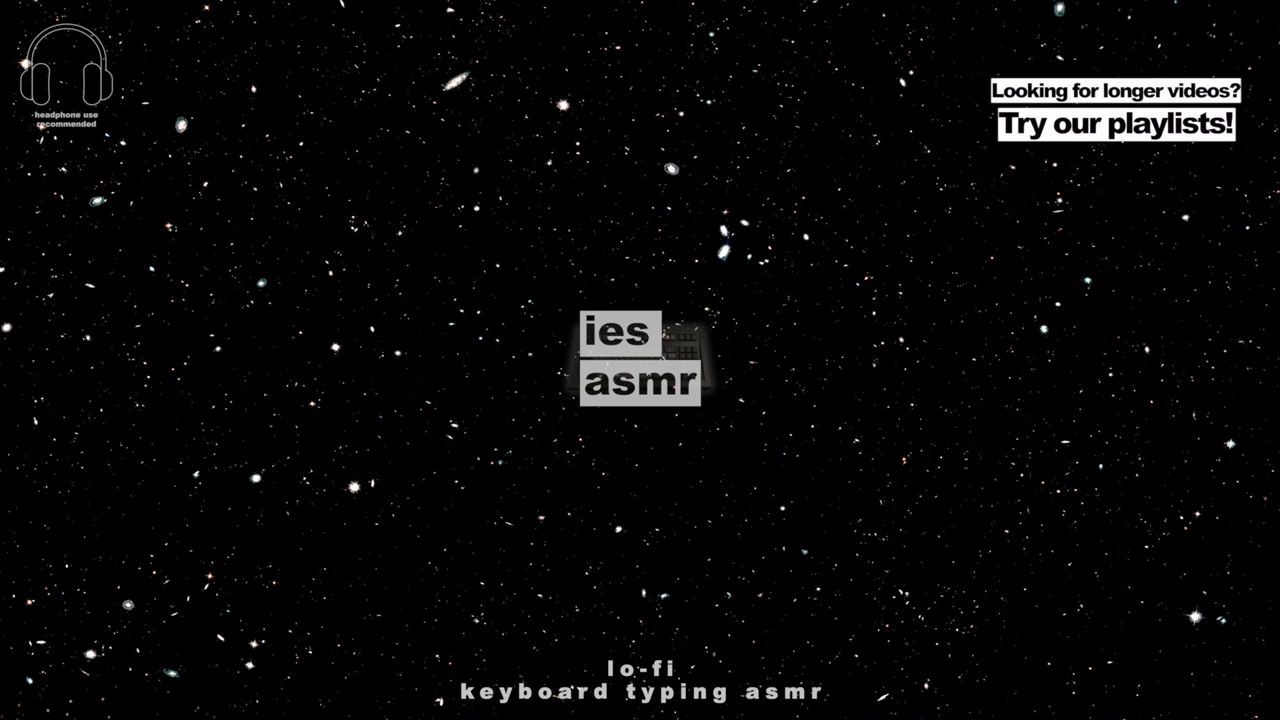 headphone use
recommended
Looking for longer videos?
Try our playlists!
ies
asmr
lo-fi
keyboard typing asmr